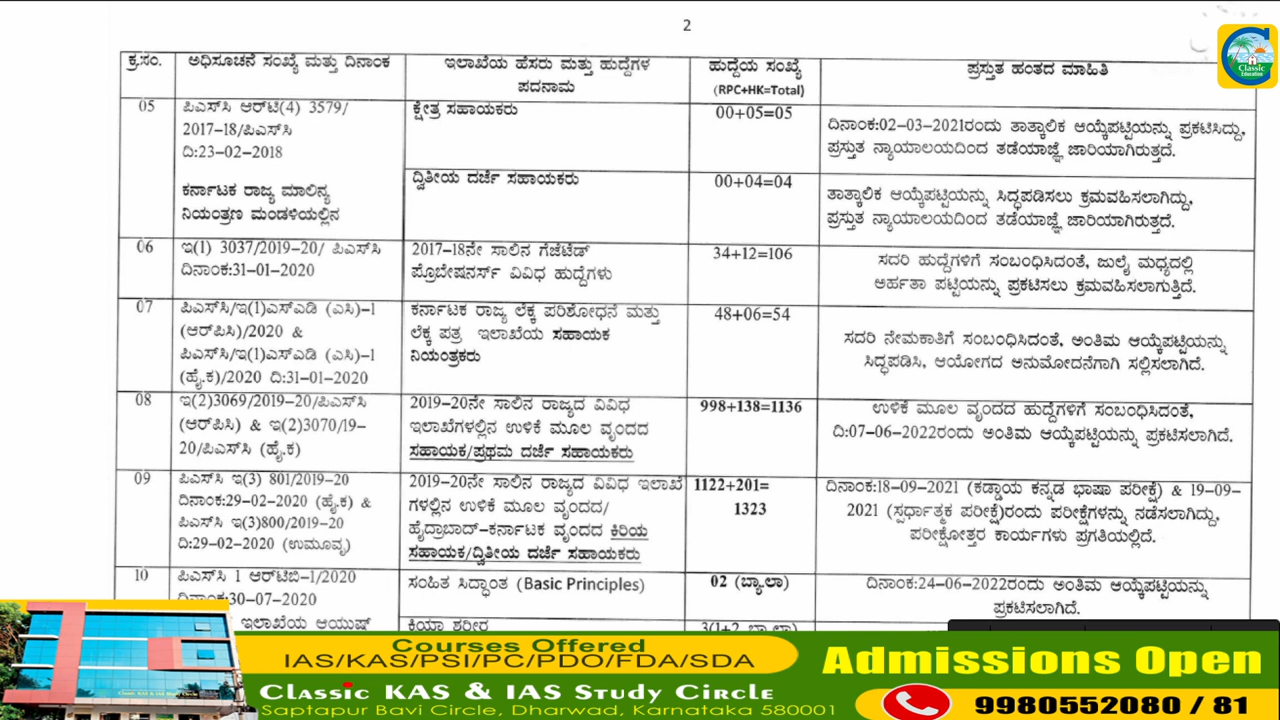 2
ಕ್ರ.ಸಂ.
ಅಧಿಸೂಚನೆ ಸಂಖ್ಯೆ ಮತ್ತು ದಿನಾಂಕ
ಇಲಾಖೆಯ ಹೆಸರು ಮತ್ತು ಹುದ್ದೆಗಳ
ಪದನಾಮ
ಹುದ್ದೆಯ ಸಂಖ್ಯೆ
(RPC+HK=Total)
ಪ್ರಸ್ತುತ ಹಂತದ ಮಾಹಿತಿ
05
ಪಿಎಸ್‌ಸಿ ಆರ್‌ಟಿ(4) 3579/
2017–18/ಪಿಎಸ್‌ಸಿ
ದಿ:23–02–2018
ಕರ್ನಾಟಕ ರಾಜ್ಯ ಮಾಲಿನ್ಯ
ನಿಯಂತ್ರಣ ಮಂಡಳಿಯಲ್ಲಿನ
ಕ್ಷೇತ್ರ ಸಹಾಯಕರು
00+05=05
ದಿನಾಂಕ:02–03–2021ರಂದು ತಾತ್ಕಾಲಿಕ ಆಯ್ಕೆಪಟ್ಟಿಯನ್ನು ಪ್ರಕಟಿಸಿದ್ದು,
ಪ್ರಸ್ತುತ ನ್ಯಾಯಾಲಯದಿಂದ ತಡೆಯಾಜ್ಞೆ ಜಾರಿಯಾಗಿರುತ್ತದೆ.
ದ್ವಿತೀಯ ದರ್ಜೆ ಸಹಾಯಕರು
00+04=04
ತಾತ್ಕಾಲಿಕ ಆಯ್ಕೆಪಟ್ಟಿಯನ್ನು ಸಿದ್ಧಪಡಿಸಲು ಕ್ರಮವಹಿಸಲಾಗಿದ್ದು,
ಪ್ರಸ್ತುತ ನ್ಯಾಯಾಲಯದಿಂದ ತಡೆಯಾಜ್ಞೆ ಜಾರಿಯಾಗಿರುತ್ತದೆ.
06
ಇ(1) 3037/2019–20/ ಪಿಎಸ್‌ಸಿ
ದಿನಾಂಕ:31–01–2020
2017–18ನೇ ಸಾಲಿನ ಗೆಜೆಟೆಡ್
ಪ್ರೊಬೇಷನರ್ಸ್ ವಿವಿಧ ಹುದ್ದೆಗಳು
34+12=106
ಸದರಿ ಹುದ್ದೆಗಳಿಗೆ ಸಂಬಂಧಿಸಿದಂತೆ, ಜುಲೈ ಮಧ್ಯದಲ್ಲಿ
ಅರ್ಹತಾ ಪಟ್ಟಿಯನ್ನು ಪ್ರಕಟಿಸಲು ಕ್ರಮವಹಿಸಲಾಗುತ್ತಿದೆ.
07
ಪಿಎಸ್‌ಸಿ/ಇ(1)ಎಸ್‌ಎಡಿ (ಎಸಿ)–1
(ಆರ್‌ಪಿಸಿ)/2020 &
ಪಿಎಸ್‌ಸಿ/ಇ(1)ಎಸ್‌ಎಡಿ (ಎಸಿ)–1
(ಹೈ.ಕ)/2020 ದಿ:31–01–2020
ಕರ್ನಾಟಕ ರಾಜ್ಯ ಲೆಕ್ಕ ಪರಿಶೋಧನೆ ಮತ್ತು
ಲೆಕ್ಕ ಪತ್ರ ಇಲಾಖೆಯ ಸಹಾಯಕ
ನಿಯಂತ್ರಕರು
48+06=54
ಸದರಿ ನೇಮಕಾತಿಗೆ ಸಂಬಂಧಿಸಿದಂತೆ, ಅಂತಿಮ ಆಯ್ಕೆಪಟ್ಟಿಯನ್ನು
ಸಿದ್ಧಪಡಿಸಿ, ಆಯೋಗದ ಅನುಮೋದನೆಗಾಗಿ ಸಲ್ಲಿಸಲಾಗಿದೆ.
08
ಇ(2)3069/2019–20/ಪಿಎಸ್‌ಸಿ
(ಆರ್‌ಪಿಸಿ) & ಇ(2)3070/19–
20/ಪಿಎಸ್‌ಸಿ (ಹೈ.ಕ)
2019–20ನೇ ಸಾಲಿನ ರಾಜ್ಯದ ವಿವಿಧ
ಇಲಾಖೆಗಳಲ್ಲಿನ ಉಳಿಕೆ ಮೂಲ ವೃಂದದ
ಸಹಾಯಕ/ಪ್ರಥಮ ದರ್ಜೆ ಸಹಾಯಕರು
998+138=1136
ಉಳಿಕೆ ಮೂಲ ವೃಂದದ ಹುದ್ದೆಗಳಿಗೆ ಸಂಬಂಧಿಸಿದಂತೆ,
ದಿ:07–06–2022ರಂದು ಅಂತಿಮ ಆಯ್ಕೆಪಟ್ಟಿಯನ್ನು ಪ್ರಕಟಿಸಲಾಗಿದೆ.
09
ಪಿಎಸ್‌ಸಿ ಇ(3) 801/2019–20
ದಿನಾಂಕ:29–02–2020 (ಹೈ.ಕ) &
ಪಿಎಸ್‌ಸಿ ಇ(3)800/2019–20
ದಿ:29–02–2020 (ಉಮೂವೃ)
2019–20ನೇ ಸಾಲಿನ ರಾಜ್ಯದ ವಿವಿಧ ಇಲಾಖೆ
ಗಳಲ್ಲಿನ ಉಳಿಕೆ ಮೂಲ ವೃಂದದ/
ಹೈದ್ರಾಬಾದ್–ಕರ್ನಾಟಕ ವೃಂದದ ಕಿರಿಯ
ಸಹಾಯಕ/ದ್ವಿತೀಯ ದರ್ಜೆ ಸಹಾಯಕರು
1122+201=
1323
ದಿನಾಂಕ:18–09–2021 (ಕಡ್ಡಾಯ ಕನ್ನಡ ಭಾಷಾ ಪರೀಕ್ಷೆ) & 19–09–
2021 (ಸ್ಪರ್ಧಾತ್ಮಕ ಪರೀಕ್ಷೆ)ರಂದು ಪರೀಕ್ಷೆಗಳನ್ನು ನಡೆಸಲಾಗಿದ್ದು,
ಪರೀಕ್ಷೋತ್ತರ ಕಾರ್ಯಗಳು ಪ್ರಗತಿಯಲ್ಲಿದೆ.
10
ಪಿಎಸ್‌ಸಿ 1 ಆರ್‌ಟಿಬಿ–1/2020
ದಿನಾಂಕ:30–07–2020
ಇಲಾಖೆಯ ಆಯುಷ್
ಸಂಹಿತ ಸಿದ್ಧಾಂತ (Basic Principles)
02 (ಬ್ಯಾ.ಲಾ)
ದಿನಾಂಕ:24–06–2022ರಂದು ಅಂತಿಮ ಆಯ್ಕೆಪಟ್ಟಿಯನ್ನು
ಪ್ರಕಟಿಸಲಾಗಿದೆ.
ಕ್ರಿಯಾ ಶರೀರ
3(1+2 ಬ್ಯಾ.ಲಾ)
Classic
Education
Courses Offered
IAS/KAS/PSI/PC/PDO/FDA/SDA
Classic KAS & IAS Study Circle
Saptapur Bavi Circle, Dharwad, Karnataka 580001
Admissions Open
9980552080 / 81